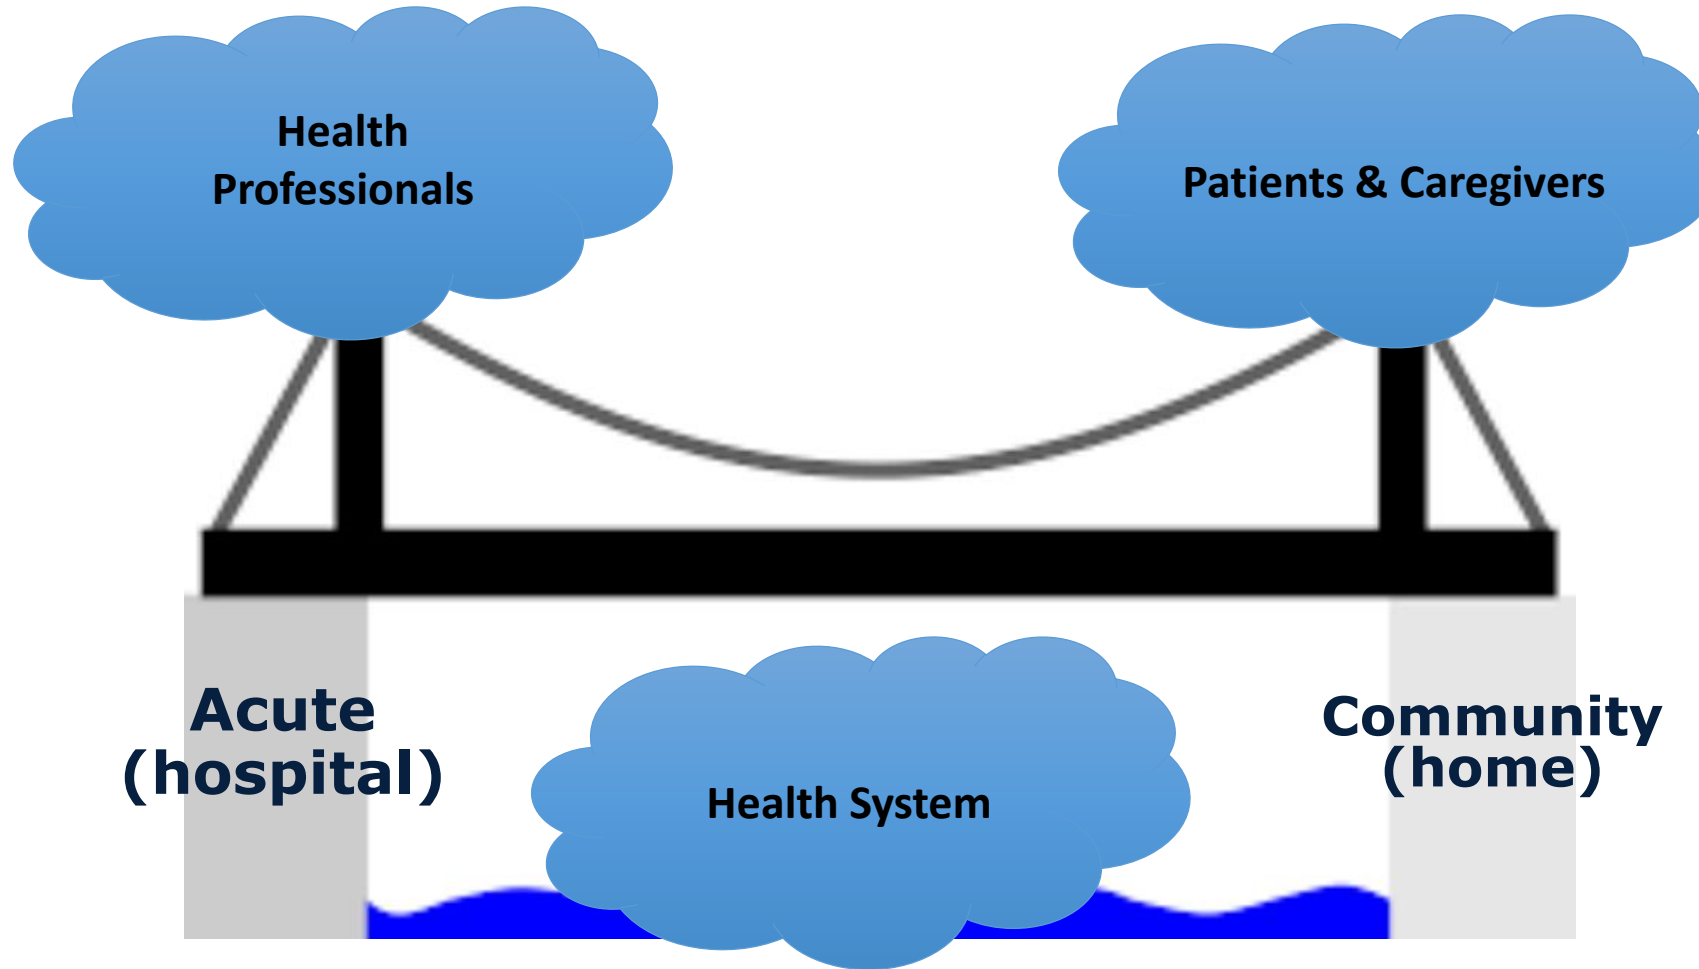 Health
Professionals
Patients & Caregivers
Acute
(hospital)
Community
(home)
Health System